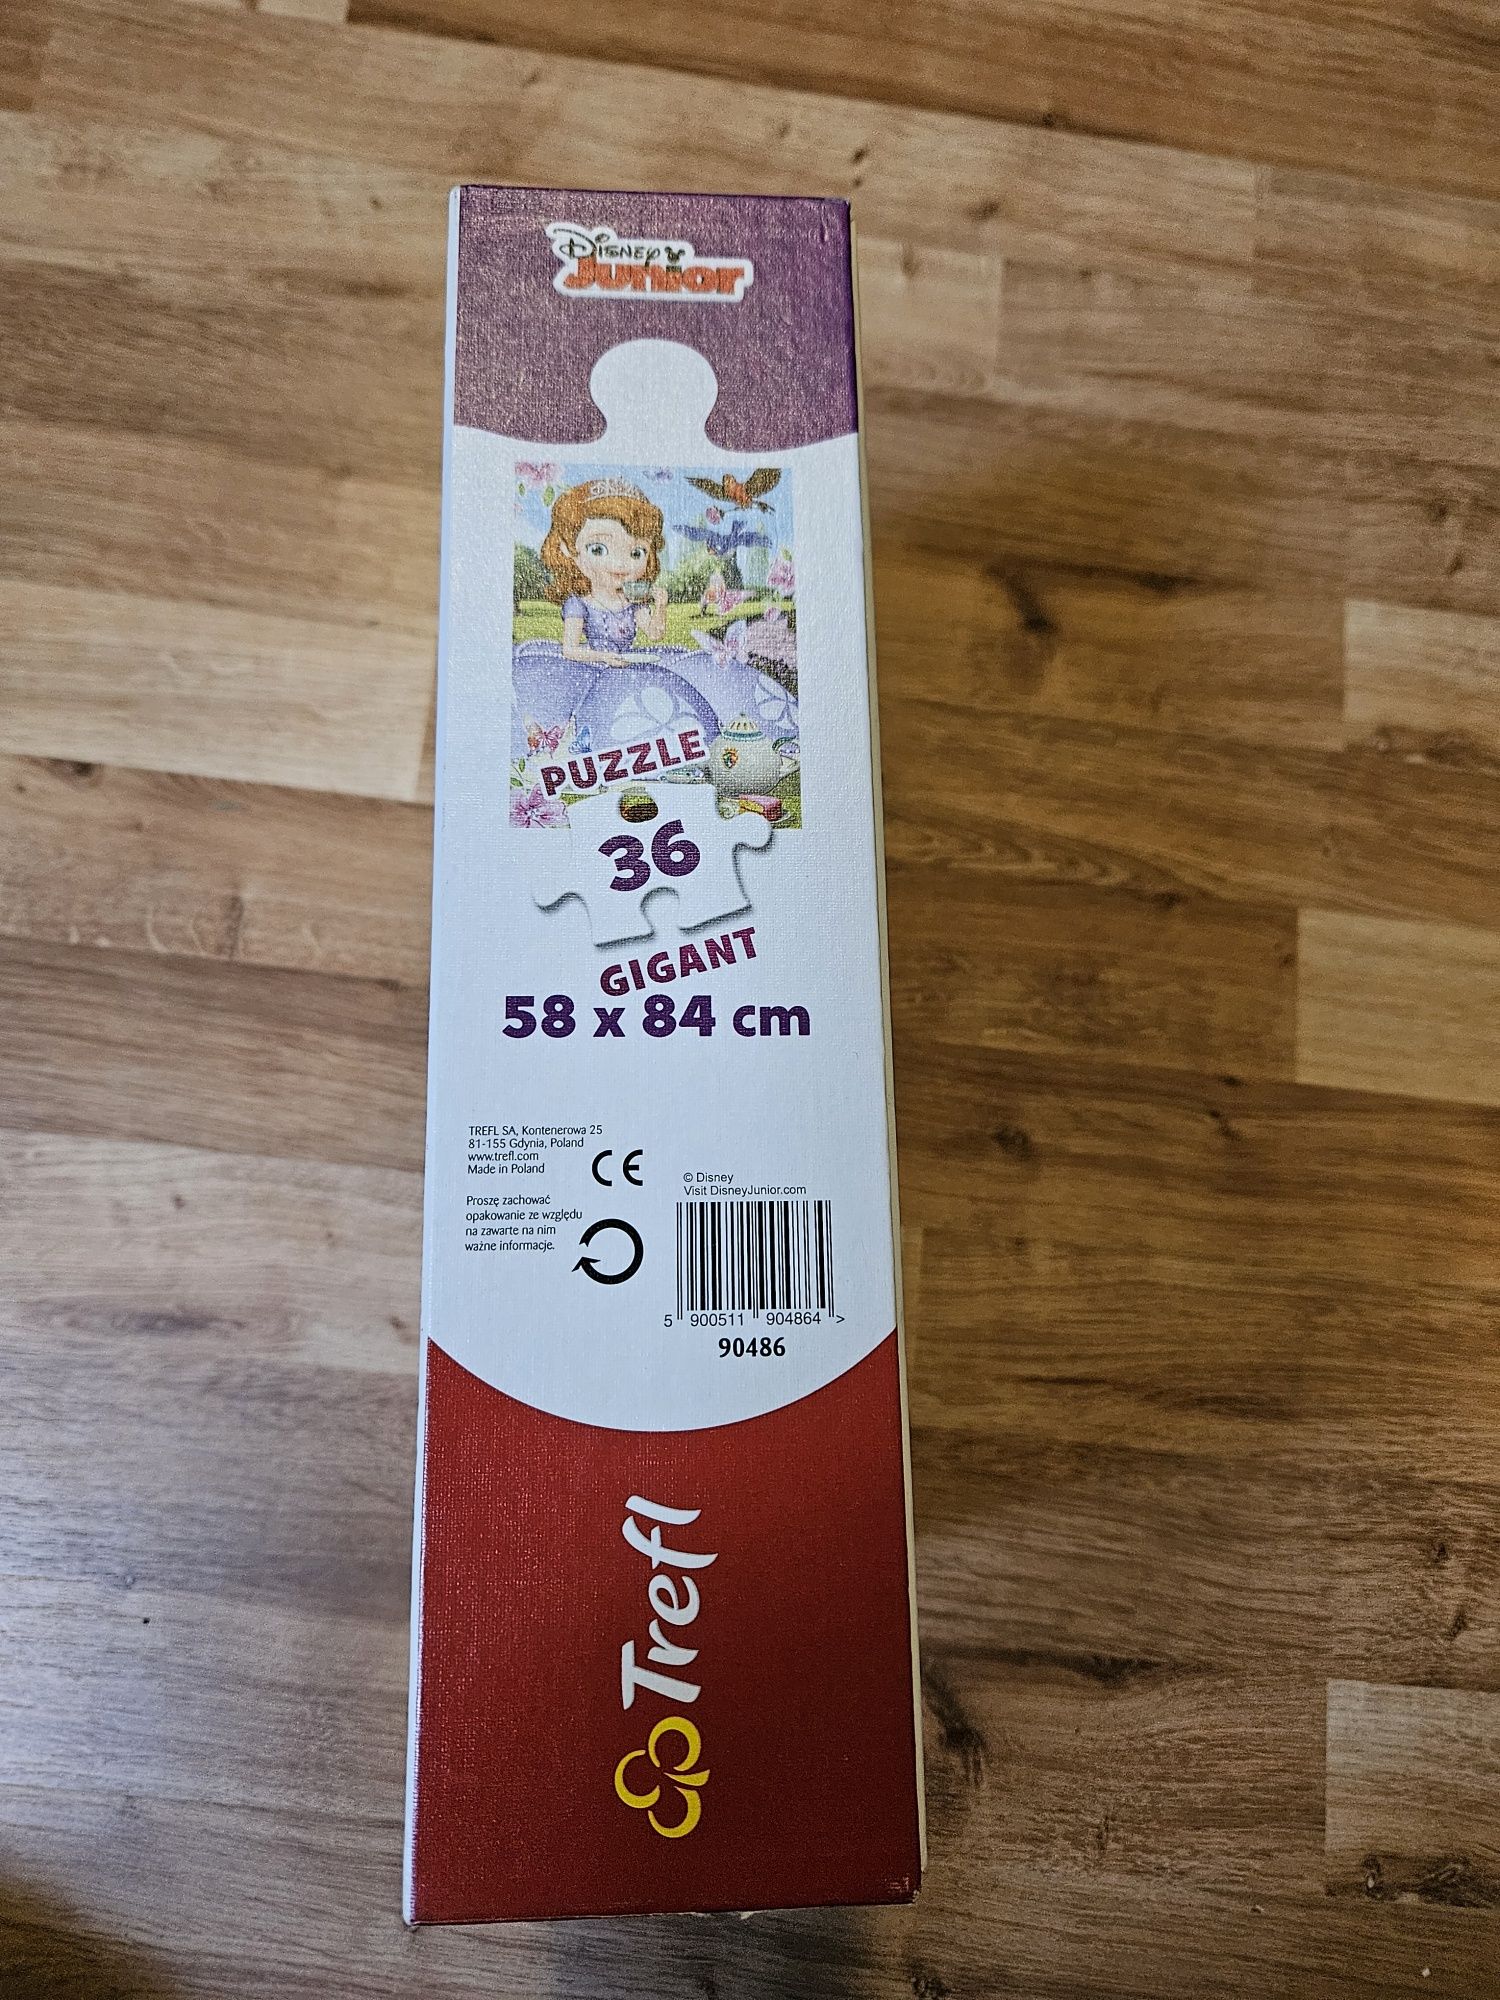 Disney
Junior
PUZZLE
36
GIGANT
58 x 84 cm
TREFL SA, Kontenerowa 25
81-155 Gdynia, Poland
www.trefl.com
Made in Poland
CE
Proszę zachować
opakowanie ze względu
na zawarte na nim
ważne informacje.
© Disney
Visit DisneyJunior.com
5 900511 904864 >
90486
Trefl